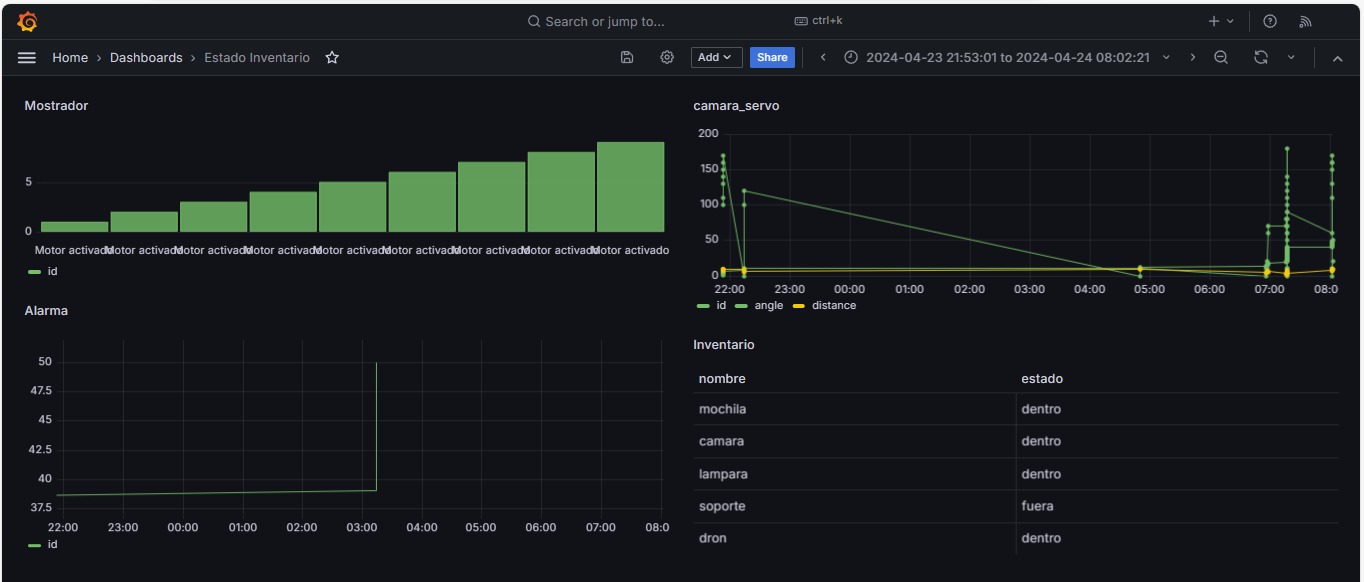 Search or jump to... ctrl+k
Home › Dashboards › Estado Inventario Add Share 2024-04-23 21:53:01 to 2024-04-24 08:02:21
Mostrador
5
0
Motor activado Motor activado Motor activado Motor activado Motor activado Motor activado Motor activado Motor activado Motor activado
id
camara_servo
200
150
100
50
0
22:00 23:00 00:00 01:00 02:00 03:00 04:00 05:00 06:00 07:00 08:0
id angle distance
Alarma
50
47.5
45
42.5
40
37.5
22:00 23:00 00:00 01:00 02:00 03:00 04:00 05:00 06:00 07:00 08:0
id
Inventario
nombre estado
mochila dentro
camara dentro
lampara dentro
soporte fuera
dron dentro